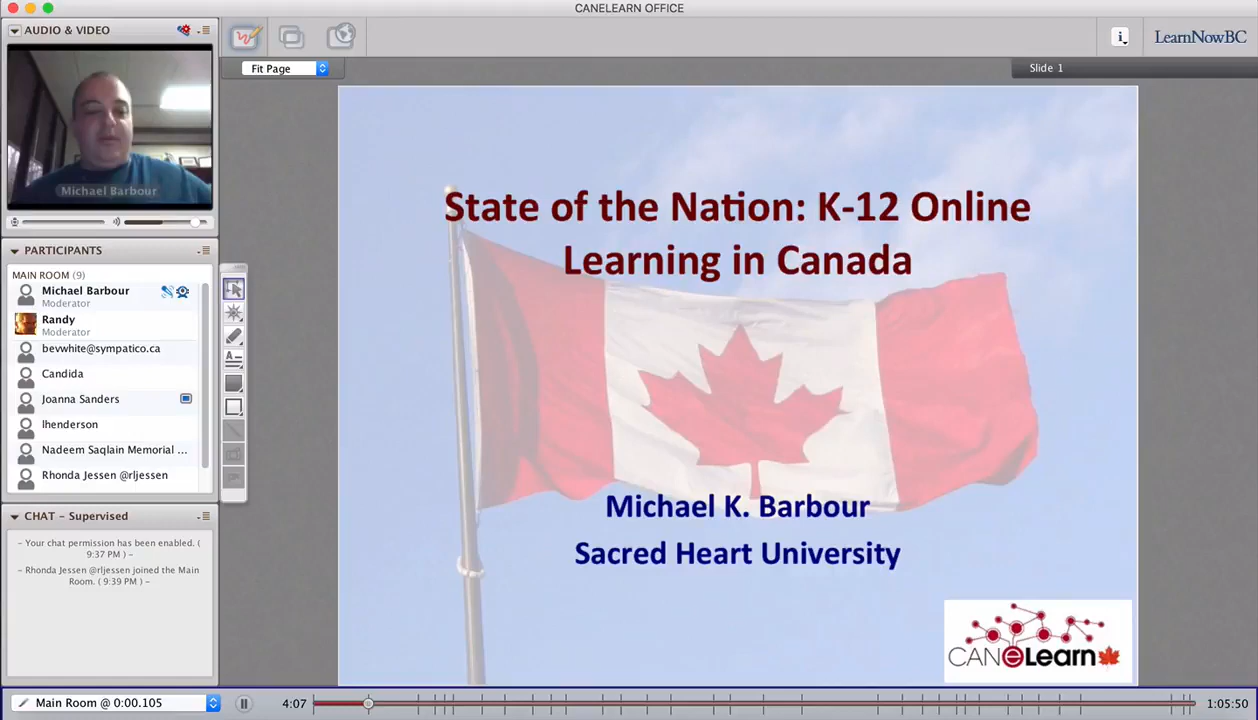 CANELEARN OFFICE
AUDIO & VIDEO
Michael Barbour
PARTICIPANTS
MAIN ROOM (9)
Michael Barbour
Moderator
Randy
Moderator
bevwhite@sympatico.ca
Candida
Joanna Sanders
lhenderson
Nadeem Saqlain Memorial ...
Rhonda Jessen @rljessen
CHAT – Supervised
– Your chat permission has been enabled. (
9:37 PM ) –
– Rhonda Jessen @rljessen joined the Main
Room. ( 9:39 PM ) –
i
LearnNowBC
Fit Page
Slide 1
State of the Nation: K-12 Online
Learning in Canada
Michael K. Barbour
Sacred Heart University
CANeLearn
Main Room @ 0:00.105
4:07
1:05:50